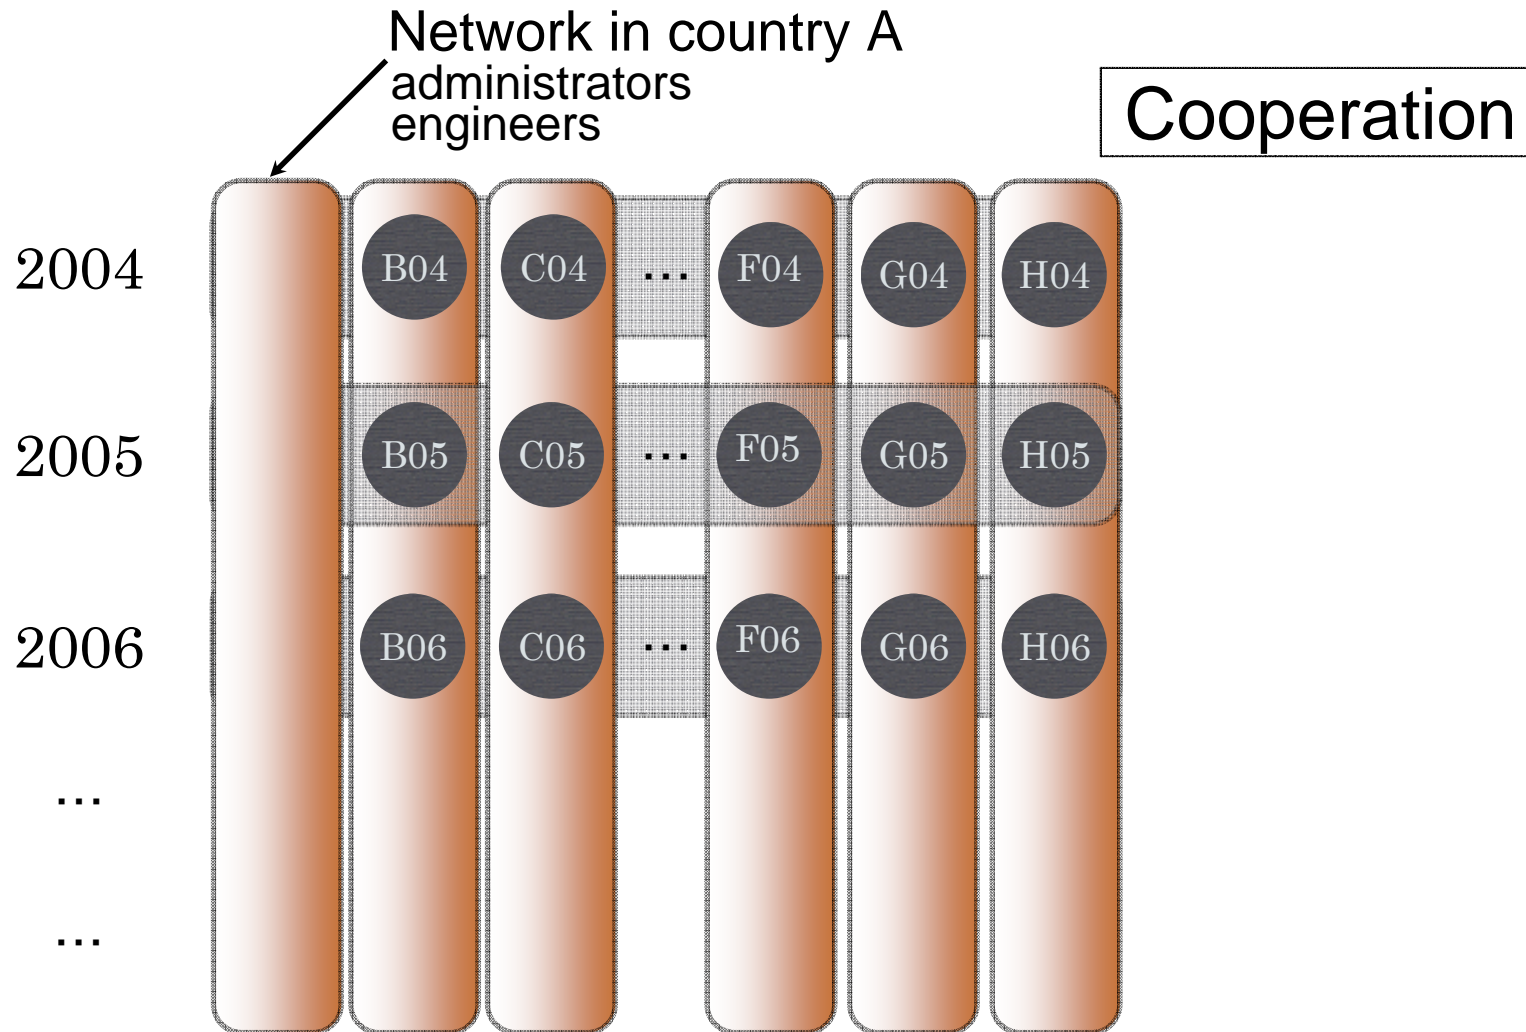 Network in country A
administrators
engineers
Cooperation
2004 B04 C04 ... F04 G04 H04
2005 B05 C05 ... F05 G05 H05
2006 B06 C06 ... F06 G06 H06
...
...